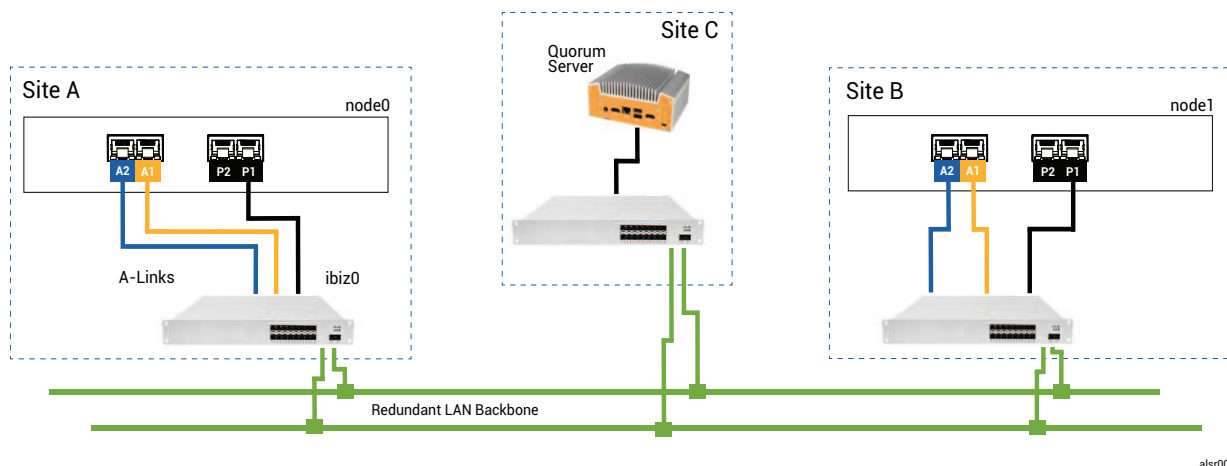 Site C
Quorum
Server
Site A
node0
A2 A1 P2 P1
A-Links
ibiz0
Site B
node1
A2 A1 P2 P1
Redundant LAN Backbone